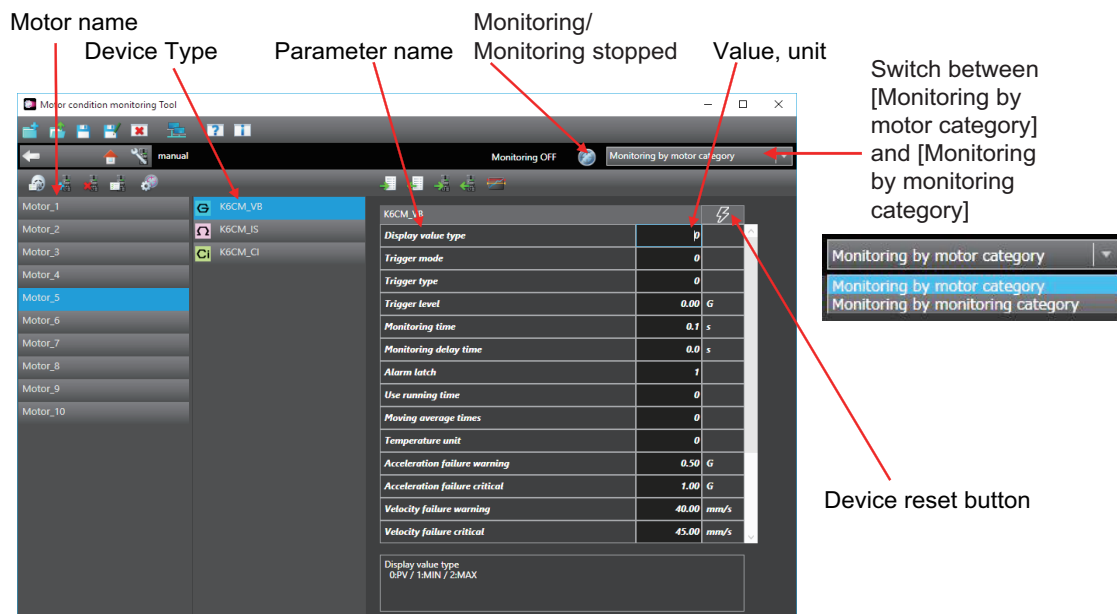 Motor name
Device Type
Parameter name
Monitoring/
Monitoring stopped
Value, unit
Switch between
[Monitoring by
motor category]
and [Monitoring
by monitoring
category]
Motor condition monitoring Tool
manual
Monitoring OFF
Monitoring by motor category
Motor_1
Motor_2
Motor_3
Motor_4
Motor_5
Motor_6
Motor_7
Motor_8
Motor_9
Motor_10
G K6CM_VB
Ω K6CM_IS
Ci K6CM_CI
K6CM_VB
Display value type 0
Trigger mode 0
Trigger type 0
Trigger level 0.00 G
Monitoring time 0.1 s
Monitoring delay time 0.0 s
Alarm latch 1
Use running time 0
Moving average times 0
Temperature unit 0
Acceleration failure warning 0.50 G
Acceleration failure critical 1.00 G
Velocity failure warning 40.00 mm/s
Velocity failure critical 45.00 mm/s
Display value type
0:PV / 1:MIN / 2:MAX
Monitoring by motor category
Monitoring by motor category
Monitoring by monitoring category
Device reset button